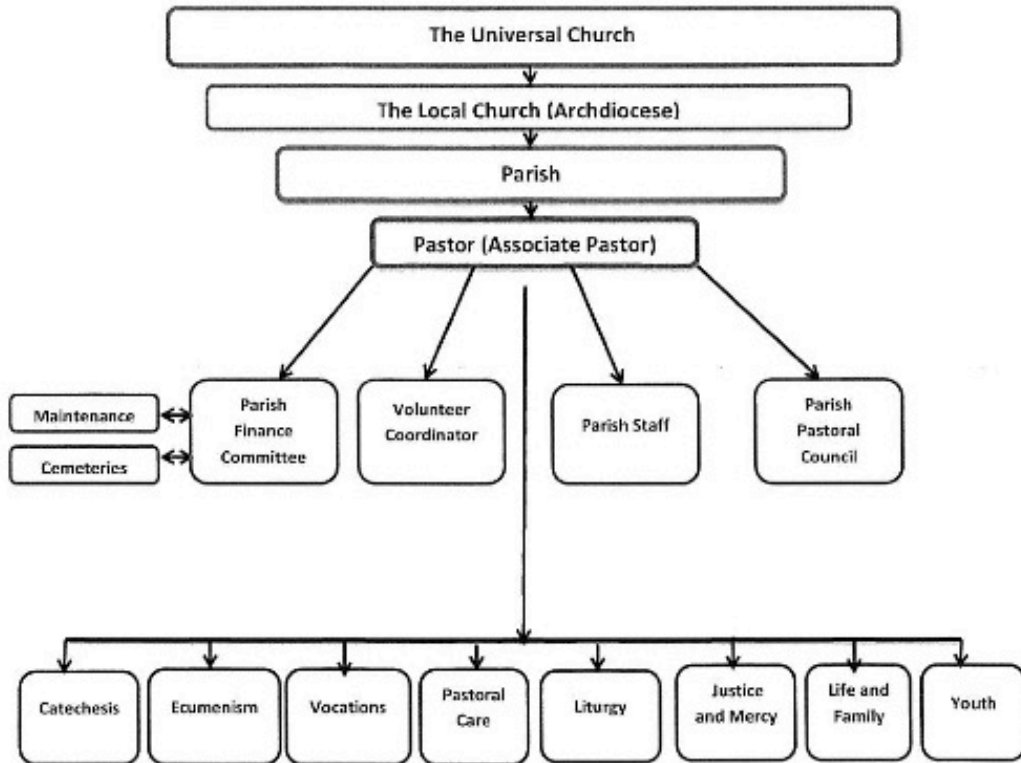 The Universal Church
The Local Church (Archdiocese)
Parish
Pastor (Associate Pastor)
Maintenance
Cemeteries
Parish
Finance
Committee
Volunteer
Coordinator
Parish Staff
Parish
Pastoral
Council
Catechesis
Ecumenism
Vocations
Pastoral
Care
Liturgy
Justice
and Mercy
Life and
Family
Youth